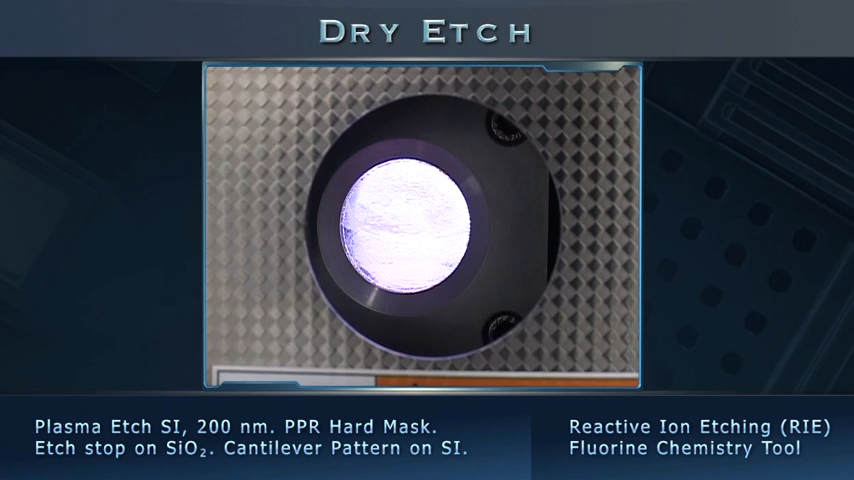 DRY ETCH
Plasma Etch SI, 200 nm. PPR Hard Mask.
Etch stop on SiO₂. Cantilever Pattern on SI.
Reactive Ion Etching (RIE)
Fluorine Chemistry Tool